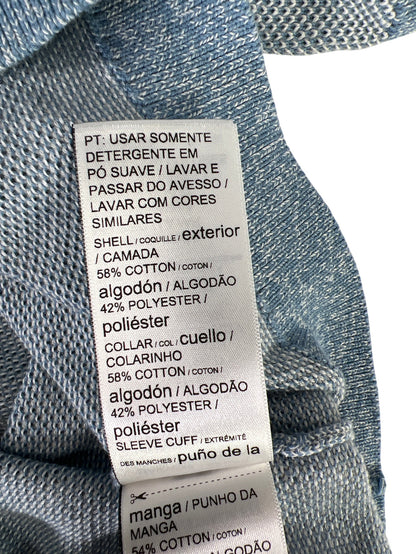 PT: USAR SOMENTE
DETERGENTE EM
PÓ SUAVE / LAVAR E
PASSAR DO AVESSO /
LAVAR COM CORES
SIMILARES
SHELL / COQUILLE / exterior
/ CAMADA
58% COTTON / COTON /
algodón / ALGODÃO
42% POLYESTER /
poliéster
COLLAR / COL / cuello /
COLARINHO
58% COTTON / COTON /
algodón / ALGODÃO
42% POLYESTER /
poliéster
SLEEVE CUFF / EXTRÉMITÉ
DES MANCHES / puño de la
manga / PUNHO DA
MANGA
54% COTTON / COTON /